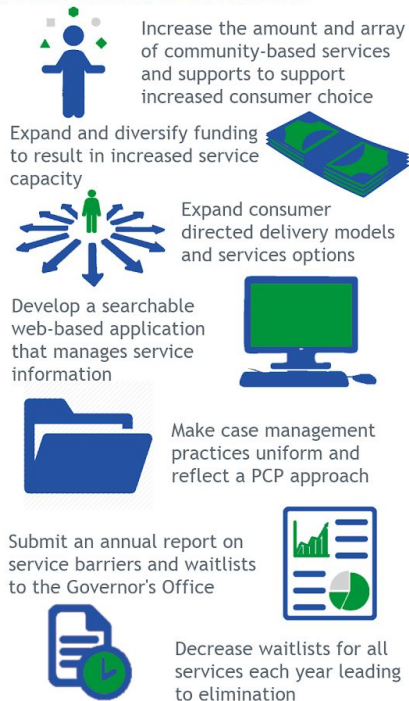 Increase the amount and array
of community-based services
and supports to support
increased consumer choice
Expand and diversify funding
to result in increased service
capacity
Expand consumer
directed delivery models
and services options
Develop a searchable
web-based application
that manages service
information
Make case management
practices uniform and
reflect a PCP approach
Submit an annual report on
service barriers and waitlists
to the Governor's Office
Decrease waitlists for all
services each year leading
to elimination